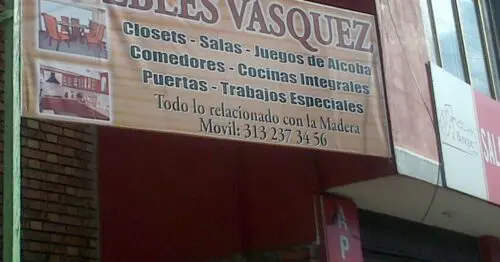 EBLES VASQUEZ
Closets - Salas - Juegos de Alcoba
Comedores - Cocinas Integrales
Puertas - Trabajos Especiales
Todo lo relacionado con la Madera
Movil: 313 237 34 56
SALA
A
P